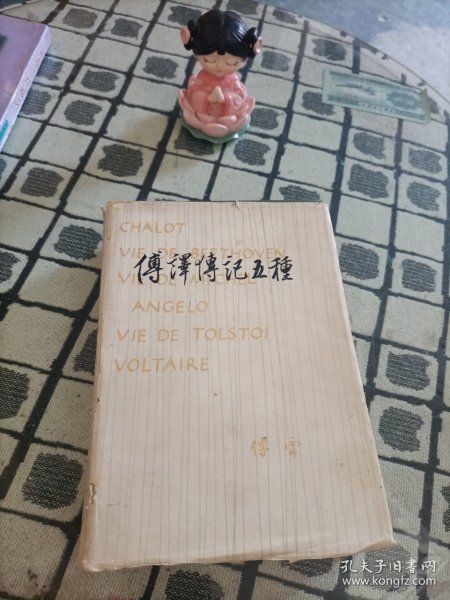 CHALOT
VIE DE BEETHOVEN
傅譯傳記五種
ANGELO
VIE DE TOLSTOI
VOLTAIRE
傅雷
孔夫子旧书网
www.kongfz.com